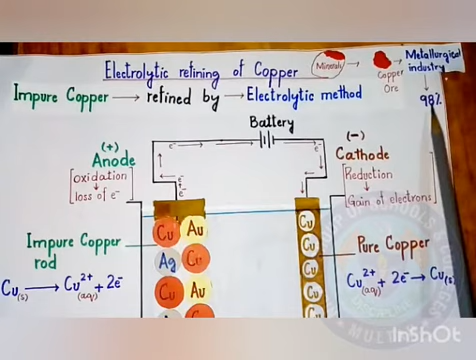 Electrolytic refining of Copper
Minerals → Copper Ore → Metallurgical industry
98%
Impure Copper → refined by → Electrolytic method
Battery
(+)
Anode
Oxidation
↓
loss of e⁻
e⁻
e⁻
e⁻
e⁻
(-)
Cathode
Reduction
↓
Gain of electrons
Impure Copper rod
Cu(s) → Cu²⁺(aq) + 2e⁻
Cu Au
Ag Cu
Cu Au
Cu
Cu
Cu
Cu
Cu
Pure Copper
Cu²⁺(aq) + 2e⁻ → Cu(s)
InShot